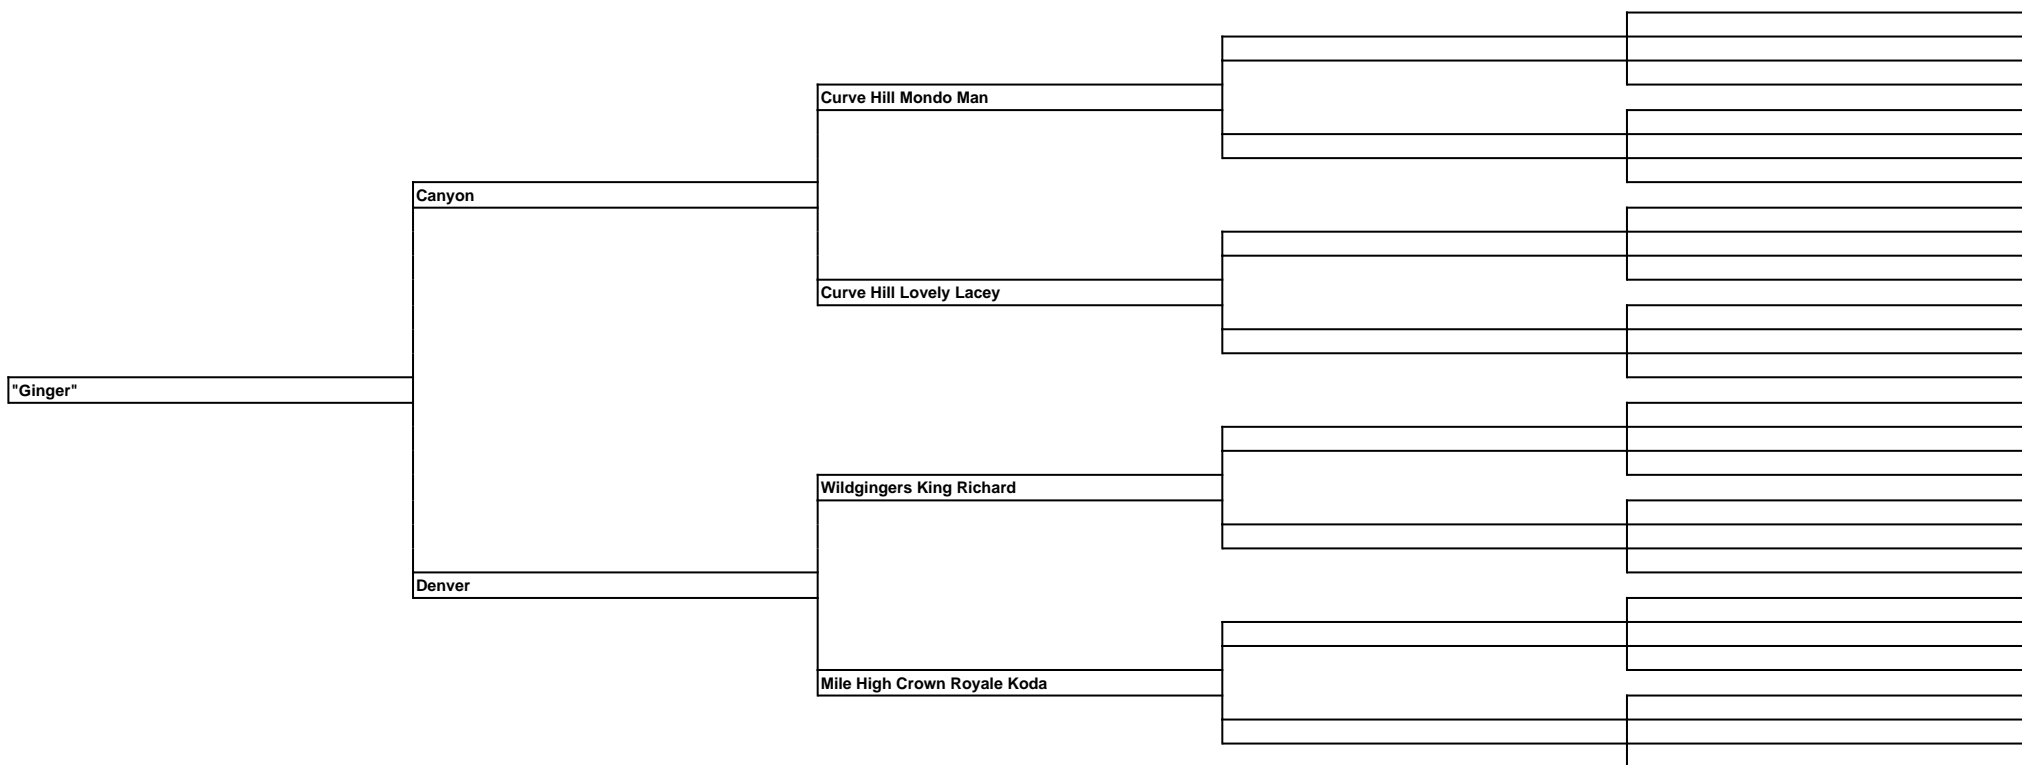 Curve Hill Mondo Man
Canyon
Curve Hill Lovely Lacey
"Ginger"
Wildgingers King Richard
Denver
Mile High Crown Royale Koda